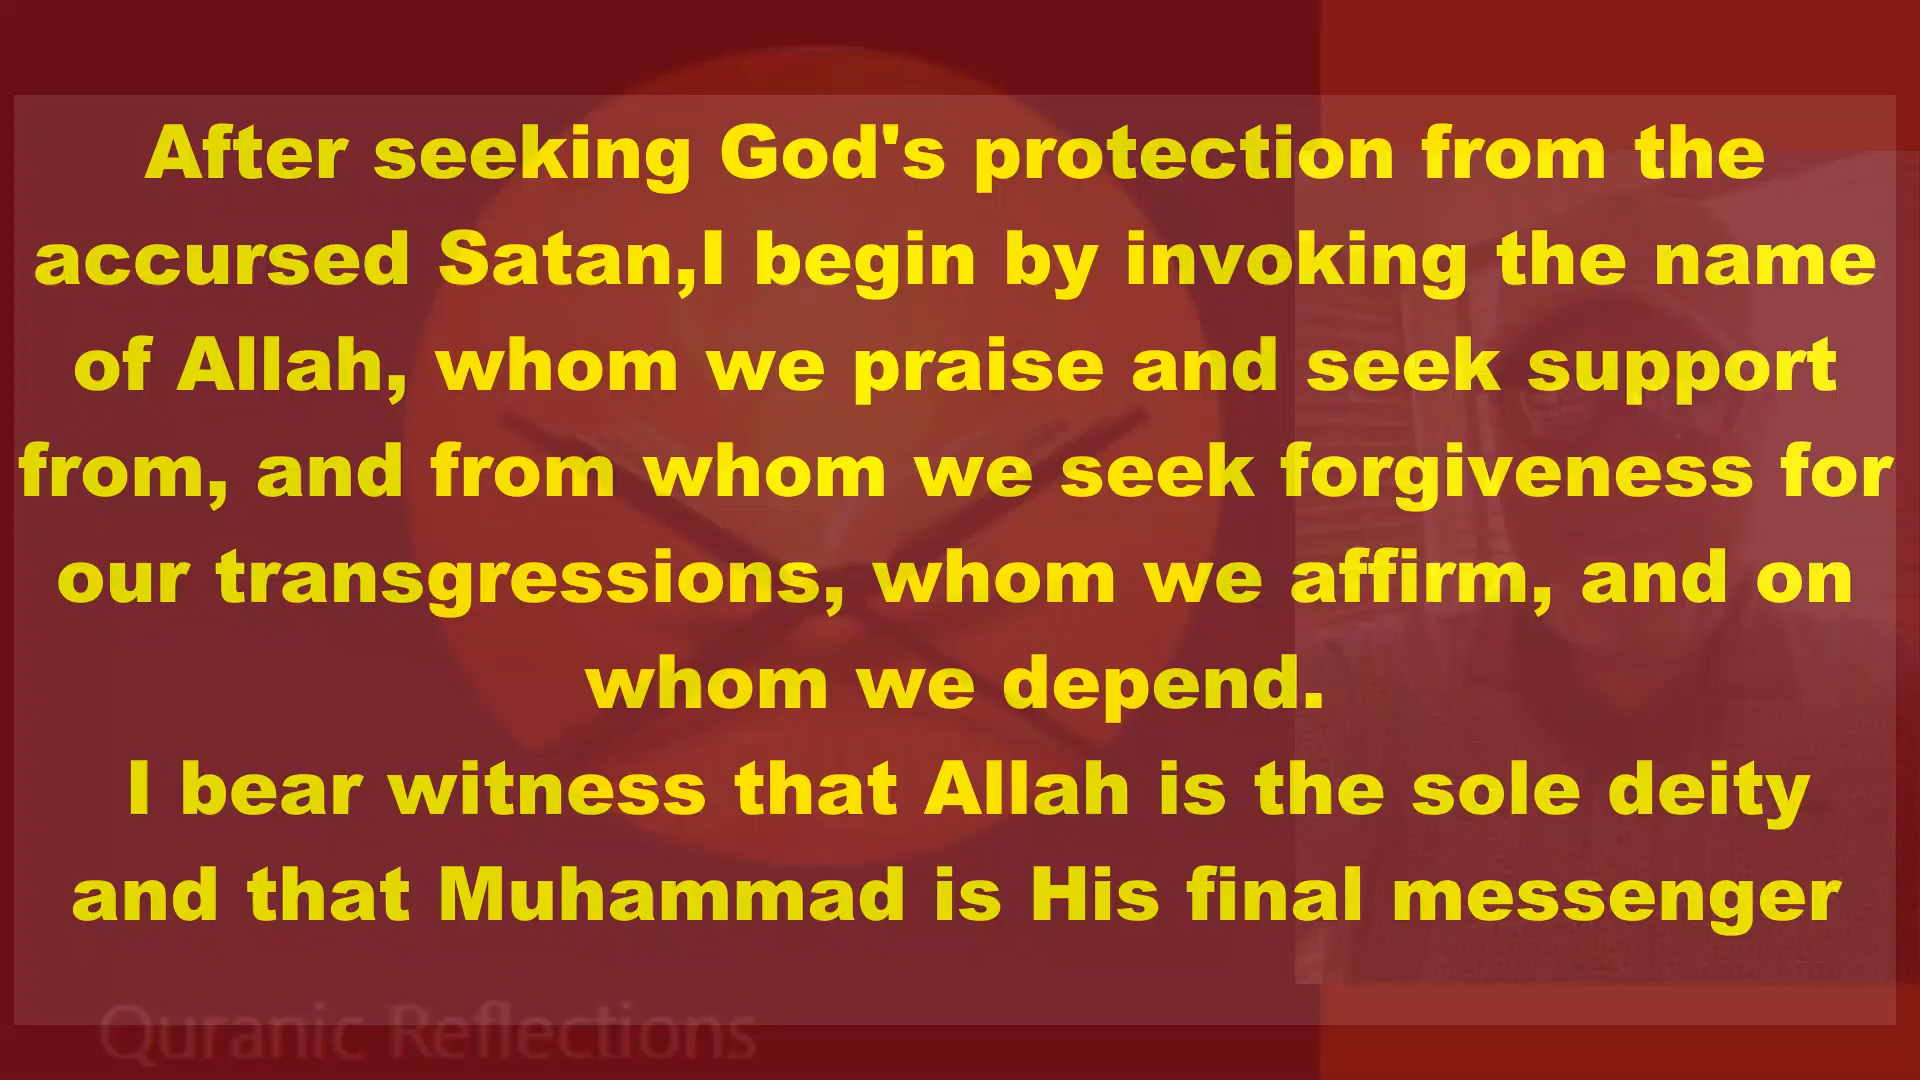 After seeking God's protection from the
accursed Satan,I begin by invoking the name
of Allah, whom we praise and seek support
from, and from whom we seek forgiveness for
our transgressions, whom we affirm, and on
whom we depend.
I bear witness that Allah is the sole deity
and that Muhammad is His final messenger
Quranic Reflections